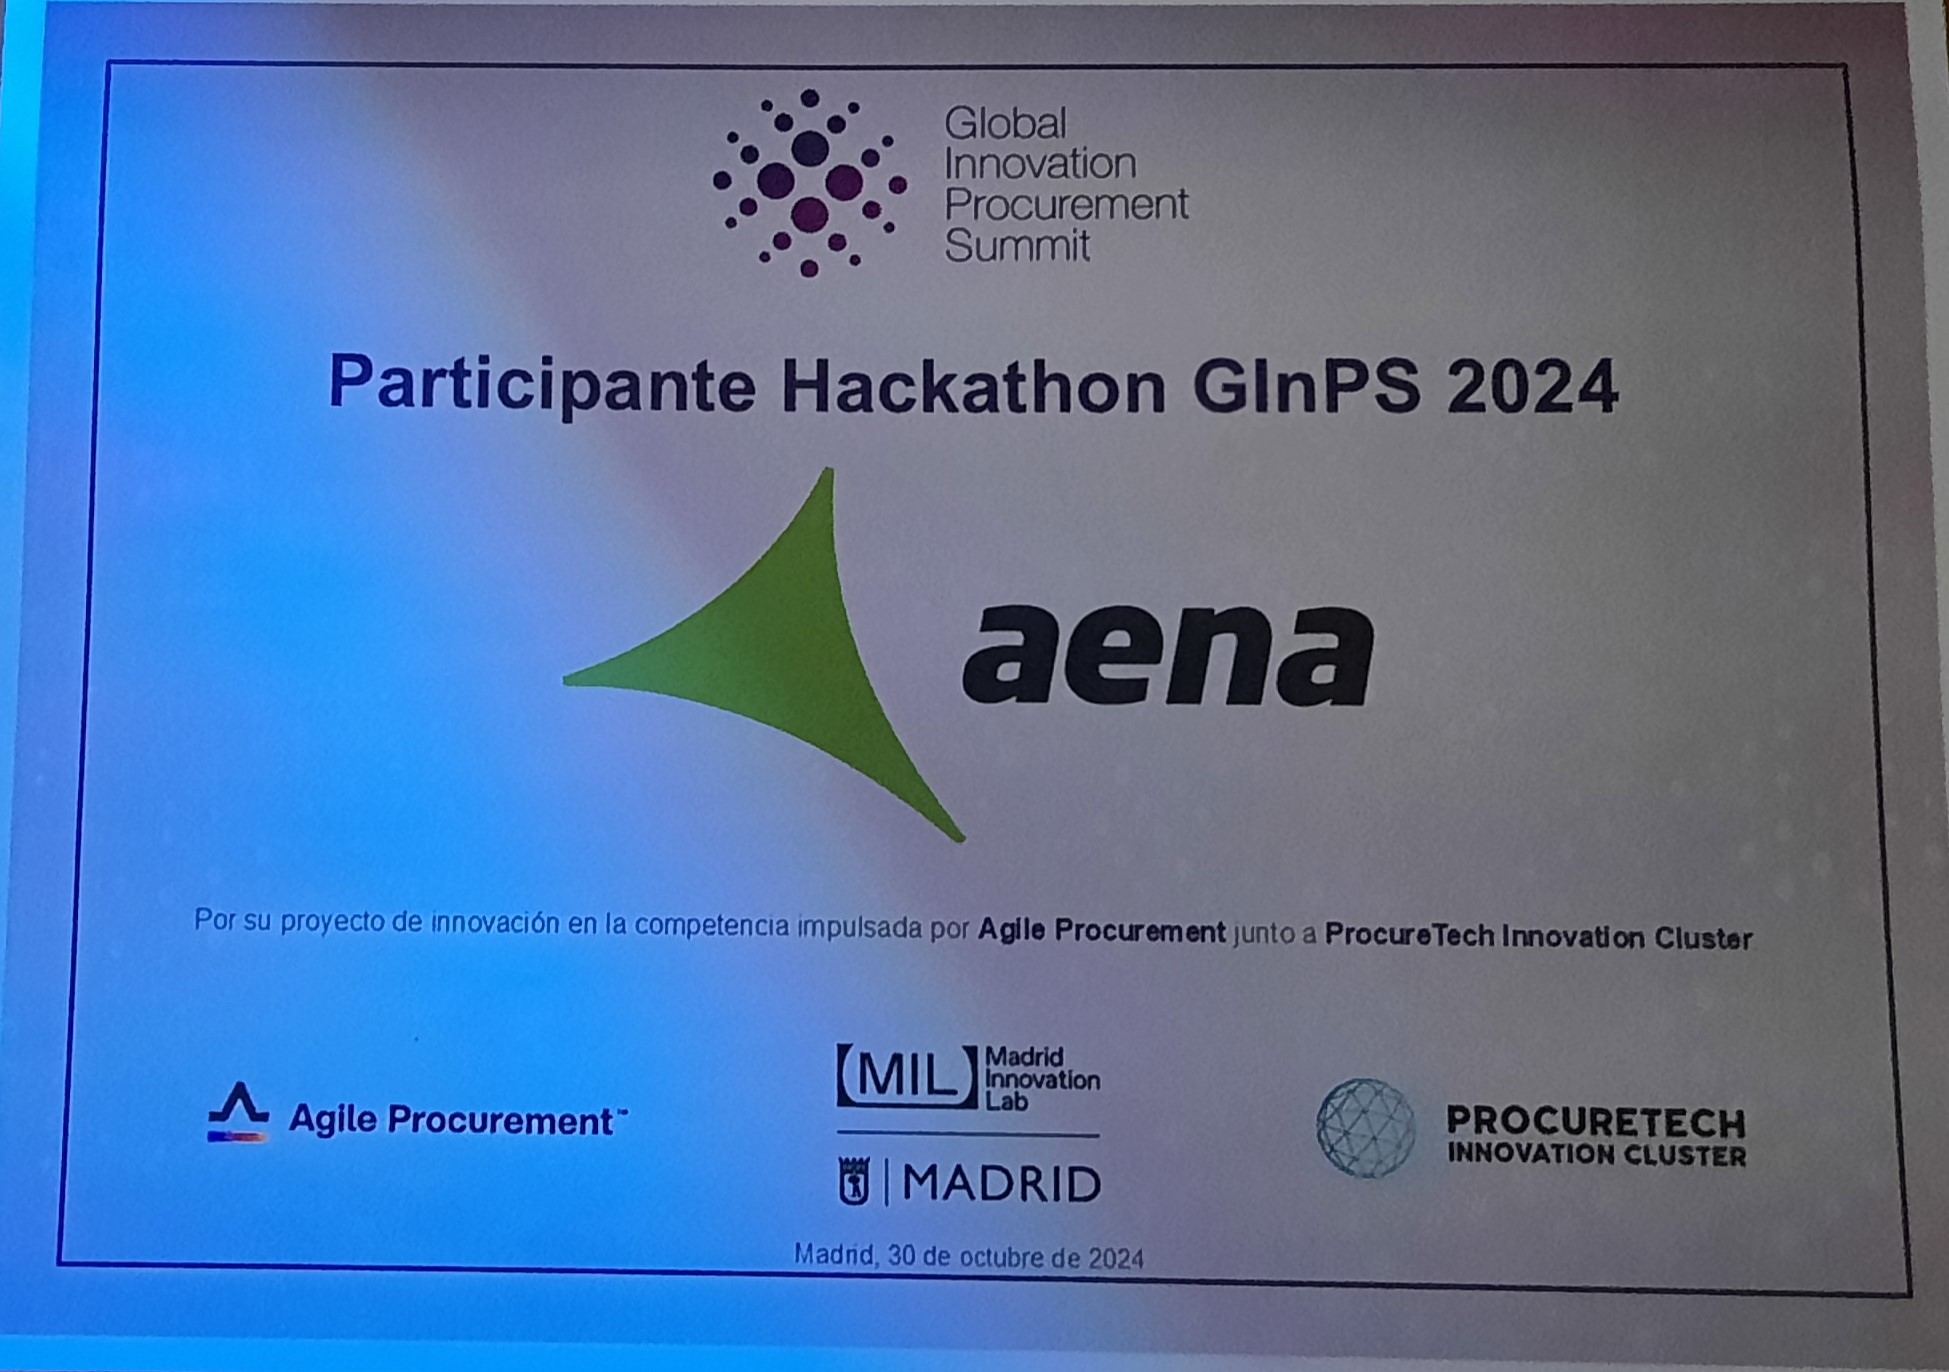 Global
Innovation
Procurement
Summit
Participante Hackathon GInPS 2024
aena
Por su proyecto de innovación en la competencia impulsada por Agile Procurement junto a ProcureTech Innovation Cluster
Agile Procurement™
[MIL] Madrid
Innovation
Lab
MADRID
PROCURETECH
INNOVATION CLUSTER
Madrid, 30 de octubre de 2024